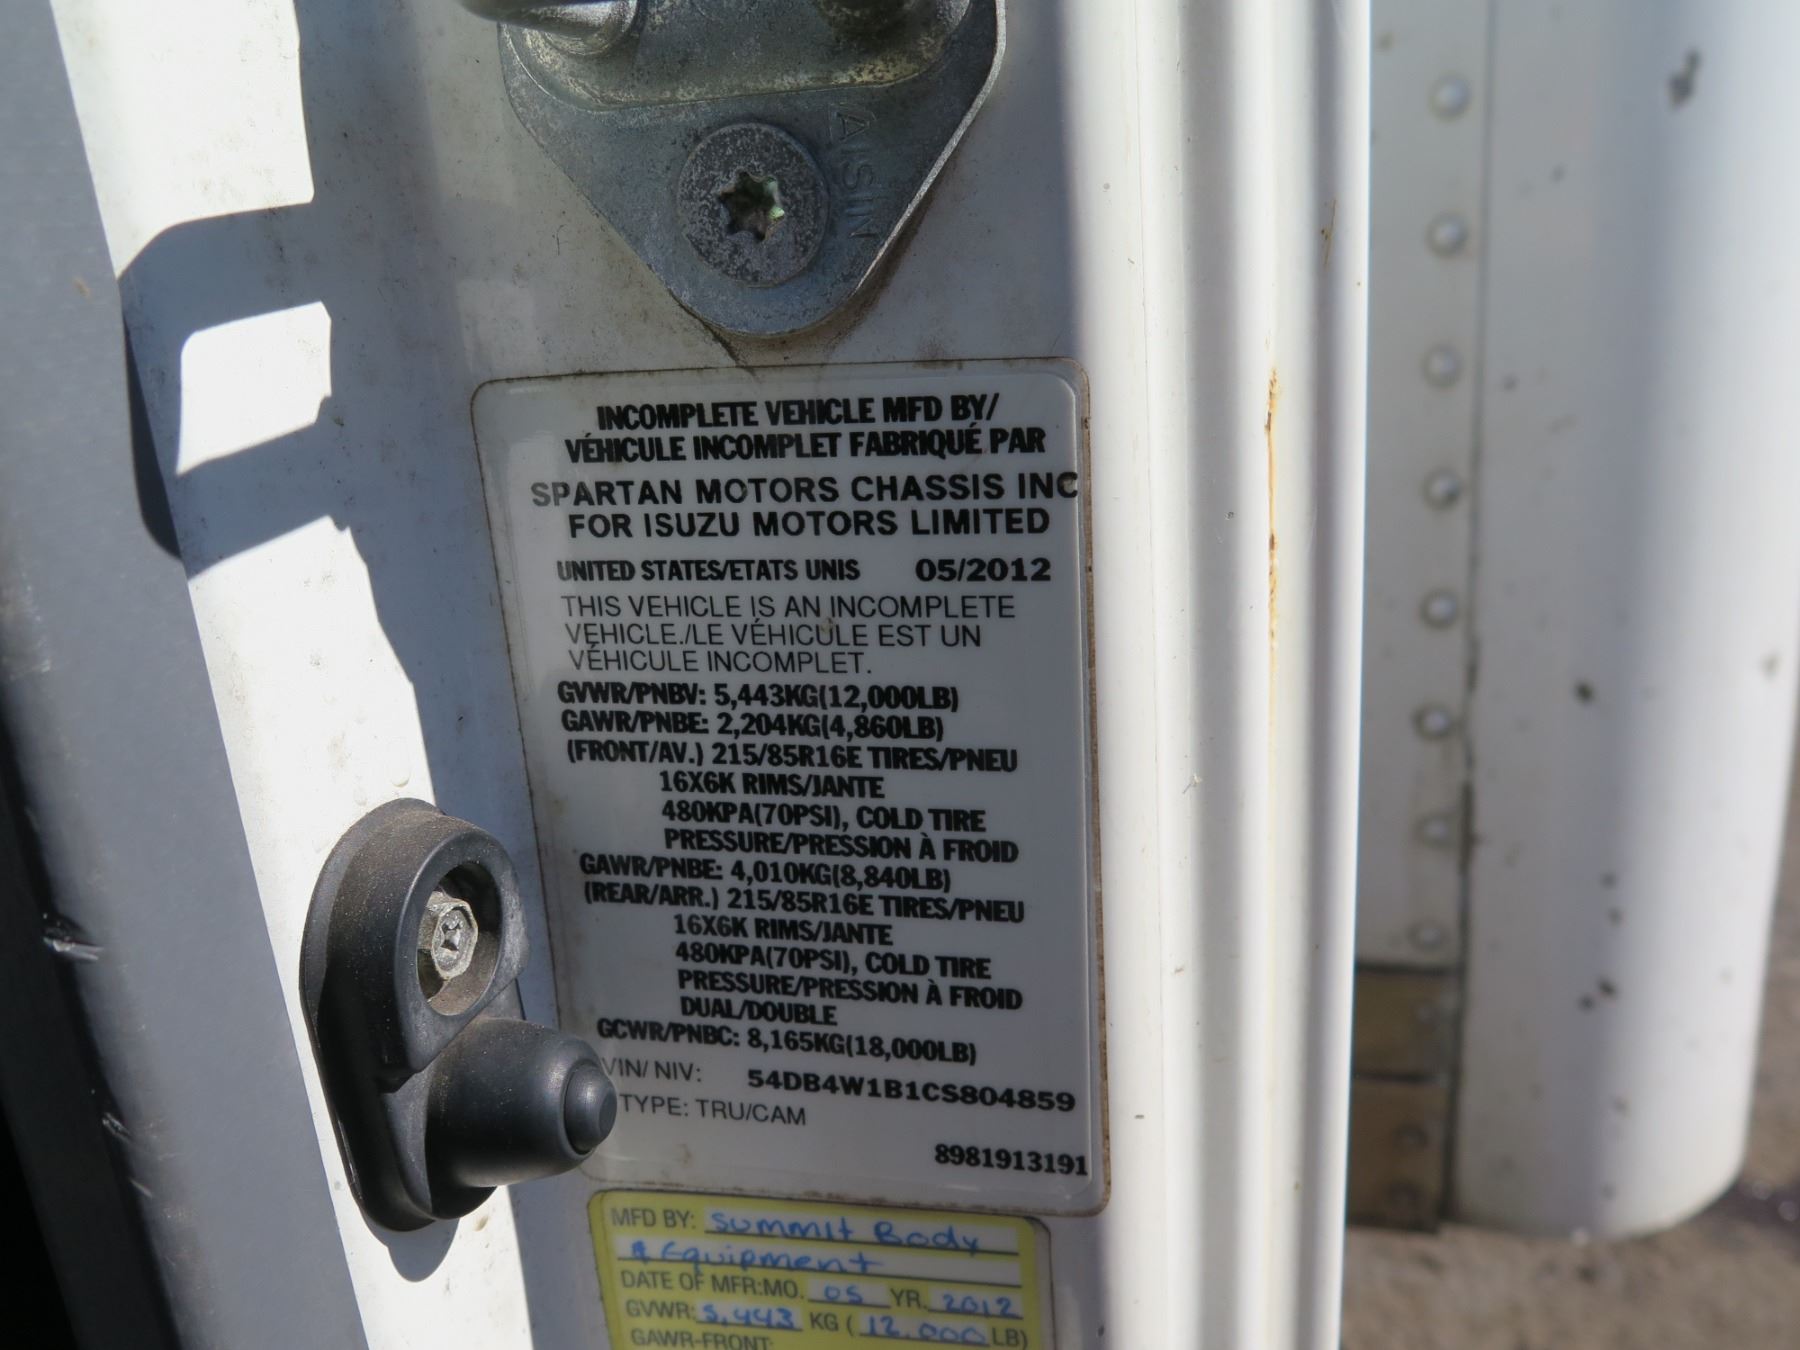 AISIN
INCOMPLETE VEHICLE MFD BY/
VÉHICULE INCOMPLET FABRIQUÉ PAR
SPARTAN MOTORS CHASSIS INC
FOR ISUZU MOTORS LIMITED
UNITED STATES/ETATS UNIS 05/2012
THIS VEHICLE IS AN INCOMPLETE
VEHICLE./LE VÉHICULE EST UN
VÉHICULE INCOMPLET.
GVWR/PNBV: 5,443KG(12,000LB)
GAWR/PNBE: 2,204KG(4,860LB)
(FRONT/AV.) 215/85R16E TIRES/PNEU
16X6K RIMS/JANTE
480KPA(70PSI), COLD TIRE
PRESSURE/PRESSION À FROID
GAWR/PNBE: 4,010KG(8,840LB)
(REAR/ARR.) 215/85R16E TIRES/PNEU
16X6K RIMS/JANTE
480KPA(70PSI), COLD TIRE
PRESSURE/PRESSION À FROID
DUAL/DOUBLE
GCWR/PNBC: 8,165KG(18,000LB)
VIN/ NIV: 54DB4W1B1CS804859
TYPE: TRU/CAM
8981913191
MFD BY: Summit Body
& Equipment
DATE OF MFR:MO. 05 YR. 2012
GVWR: 5,443 KG ( 12,000 LB)
GAWR-FRONT: